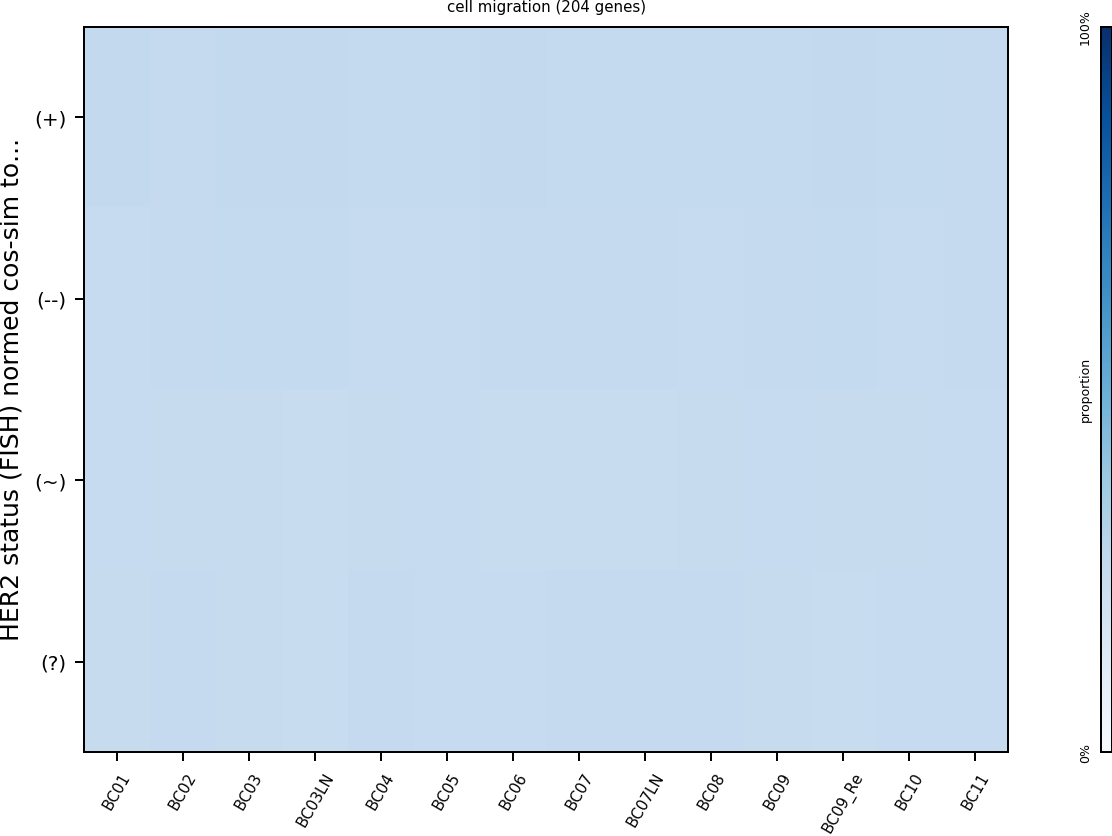 cell migration (204 genes)
HER2 status (FISH) normed cos-sim to...
(+)
(--)
(~)
(?)
BC01
BC02
BC03
BC03LN
BC04
BC05
BC06
BC07
BC07LN
BC08
BC09
BC09_Re
BC10
BC11
100%
proportion
0%